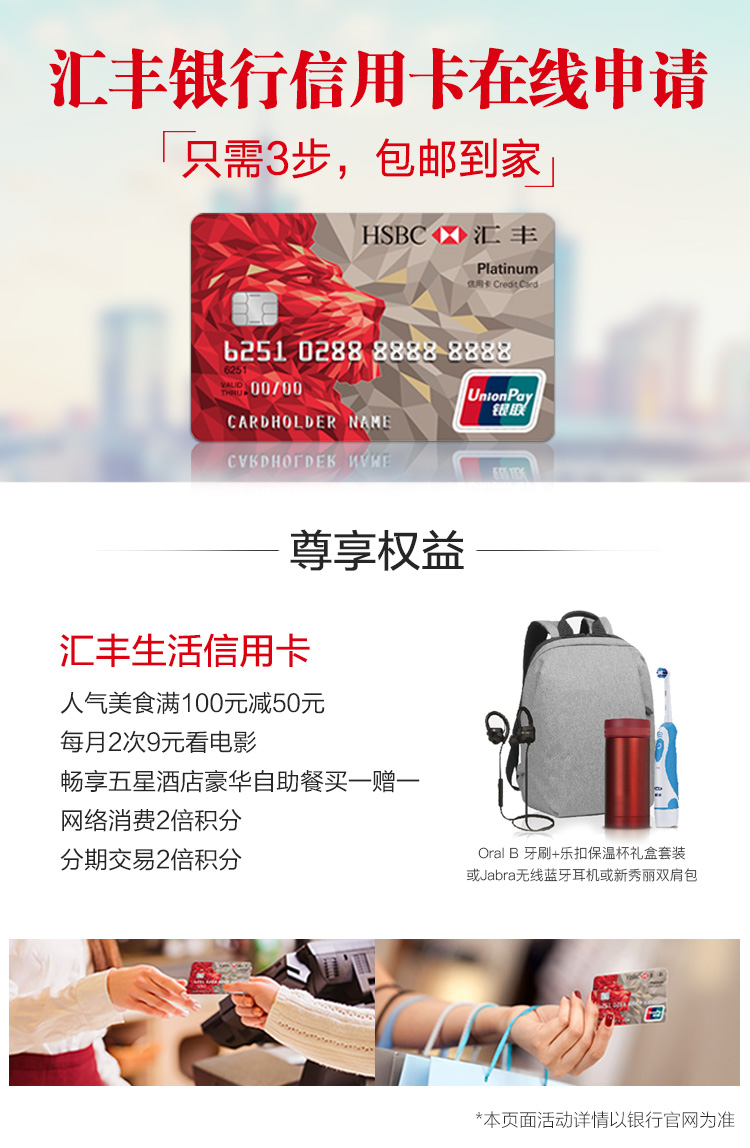 汇丰银行信用卡在线申请
「只需3步，包邮到家」
HSBC 汇丰
Platinum
信用卡 Credit Card
6251 0288 8888 8888
6251
VALID THRU 00/00
UnionPay
银联
CARDHOLDER NAME
尊享权益
汇丰生活信用卡
人气美食满100元减50元
每月2次9元看电影
畅享五星酒店豪华自助餐买一赠一
网络消费2倍积分
分期交易2倍积分
Oral B 牙刷+乐扣保温杯礼盒套装
或Jabra无线蓝牙耳机或新秀丽双肩包
HSBC 汇丰
UnionPay
银联
*本页面活动详情以银行官网为准